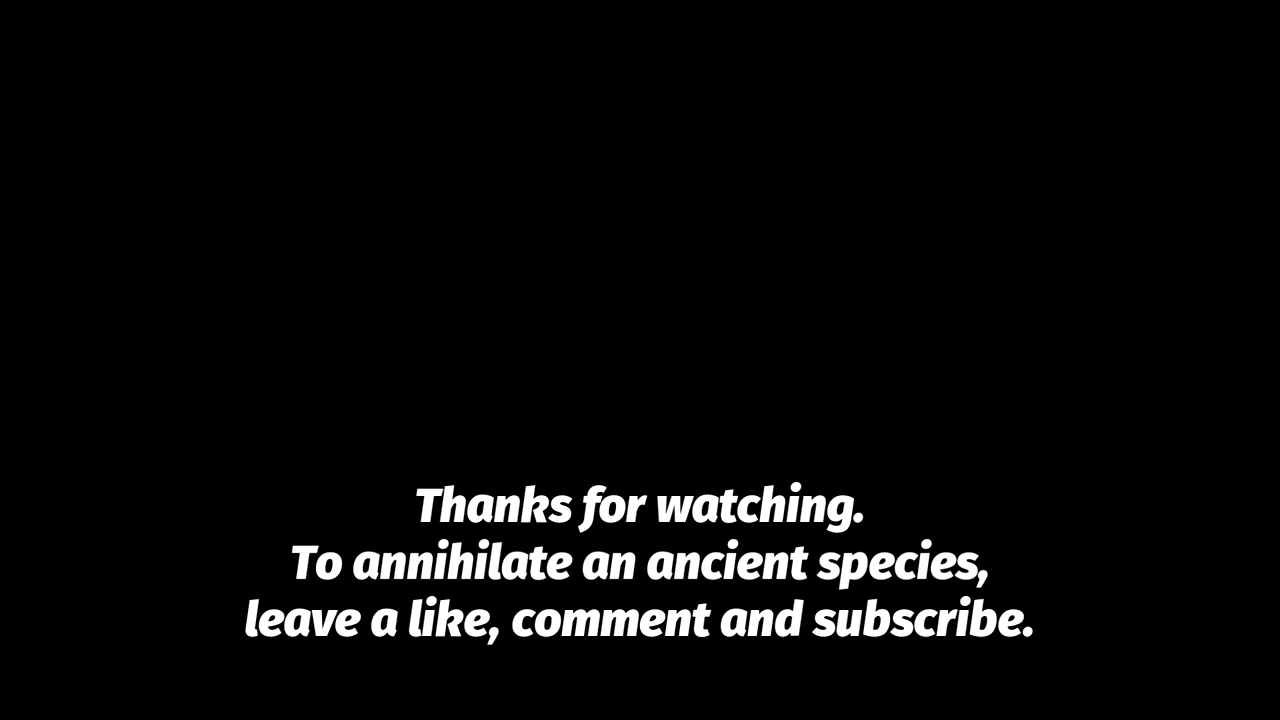 Thanks for watching.
To annihilate an ancient species,
leave a like, comment and subscribe.